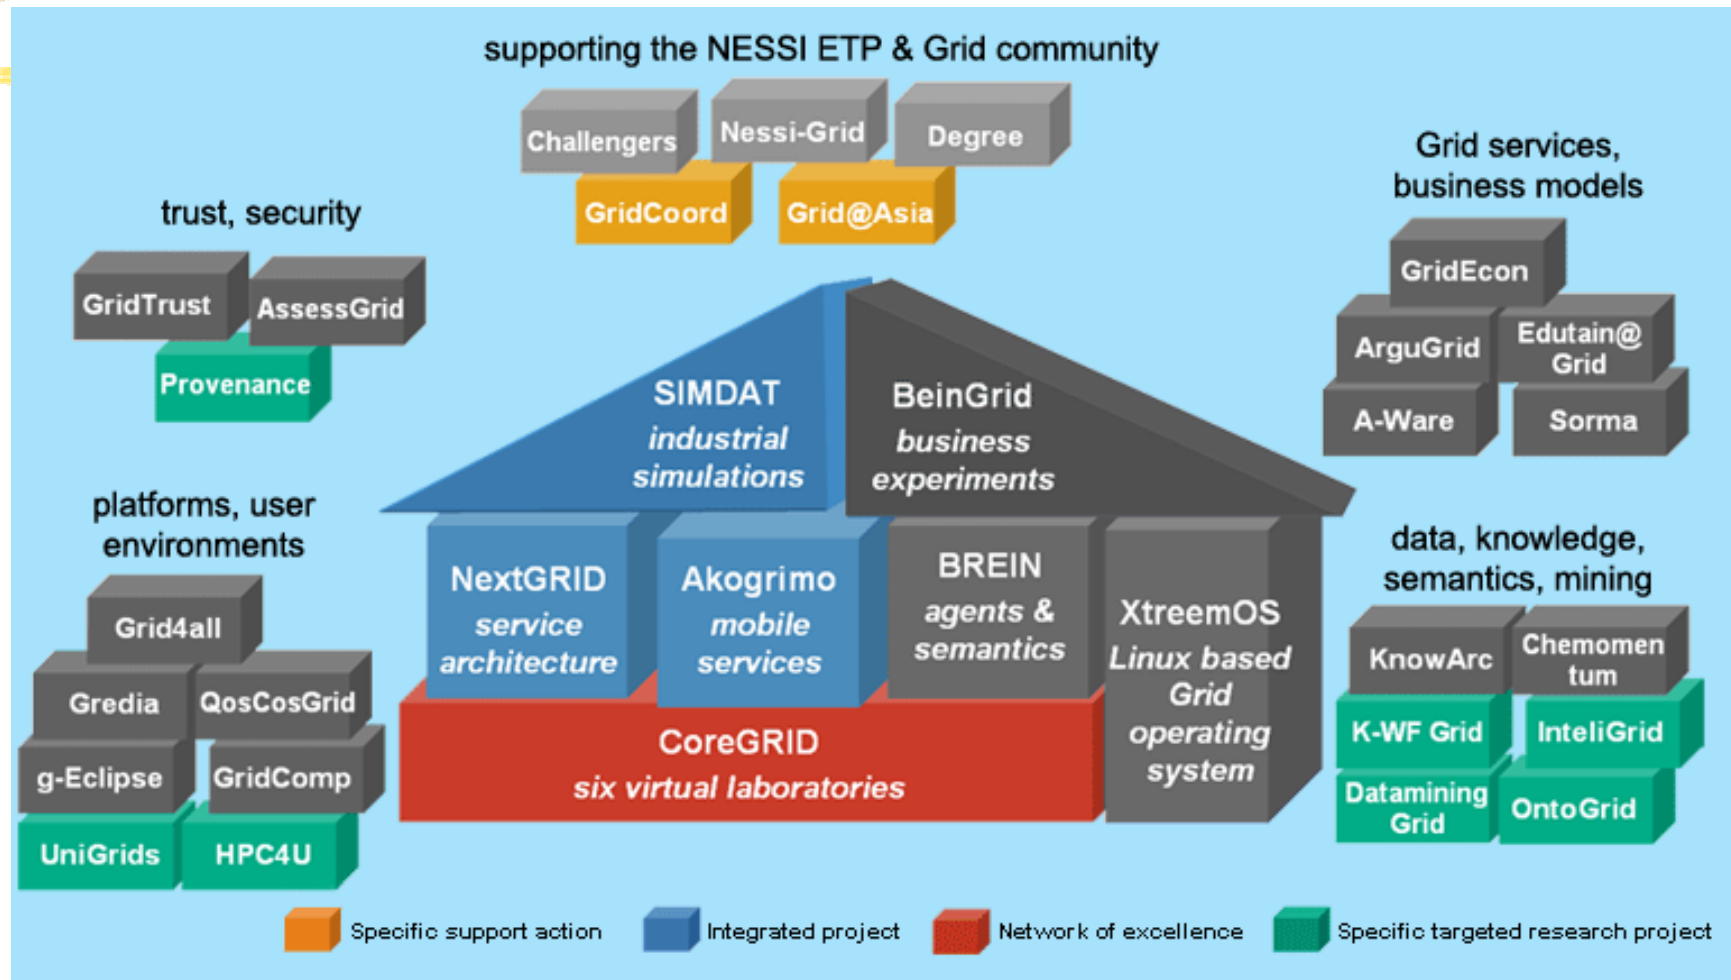 supporting the NESSI ETP & Grid community
Challengers
Nessi-Grid
Degree
GridCoord
Grid@Asia
trust, security
GridTrust
AssessGrid
Provenance
Grid services,
business models
GridEcon
ArguGrid
Edutain@
Grid
A-Ware
Sorma
SIMDAT
industrial
simulations
BeinGrid
business
experiments
platforms, user
environments
Grid4all
Gredia
QosCosGrid
g-Eclipse
GridComp
UniGrids
HPC4U
NextGRID
service
architecture
Akogrimo
mobile
services
BREIN
agents &
semantics
XtreemOS
Linux based
Grid
operating
system
CoreGRID
six virtual laboratories
data, knowledge,
semantics, mining
KnowArc
Chemomen
tum
K-WF Grid
InteliGrid
Datamining
Grid
OntoGrid
Specific support action
Integrated project
Network of excellence
Specific targeted research project